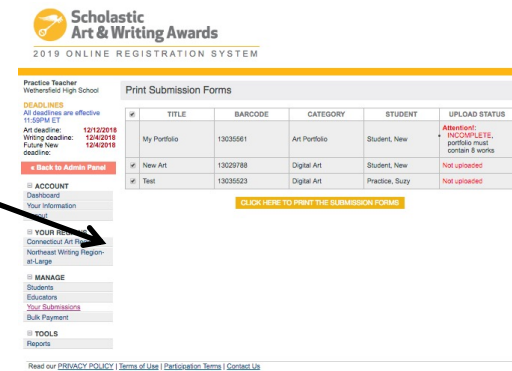 Scholastic
Art & Writing Awards
2019 ONLINE REGISTRATION SYSTEM
Practice Teacher
Wethersfield High School
DEADLINES
All deadlines are effective
11:59PM ET
Art deadline: 12/12/2018
Writing deadline: 12/4/2018
Future New 12/4/2018
deadline:
« Back to Admin Panel
ACCOUNT
Dashboard
Your Information
YOUR REGIONS
Connecticut Art
Northeast Writing Region-
at-Large
MANAGE
Students
Educators
Your Submissions
Bulk Payment
TOOLS
Reports
Print Submission Forms
TITLE BARCODE CATEGORY STUDENT UPLOAD STATUS
My Portfolio 13035561 Art Portfolio Student, New Attention!:
INCOMPLETE,
portfolio must
contain 8 works
New Art 13029788 Digital Art Student, New Not uploaded
Test 13035523 Digital Art Practice, Suzy Not uploaded
CLICK HERE TO PRINT THE SUBMISSION FORMS
Read our PRIVACY POLICY | Terms of Use | Participation Terms | Contact Us